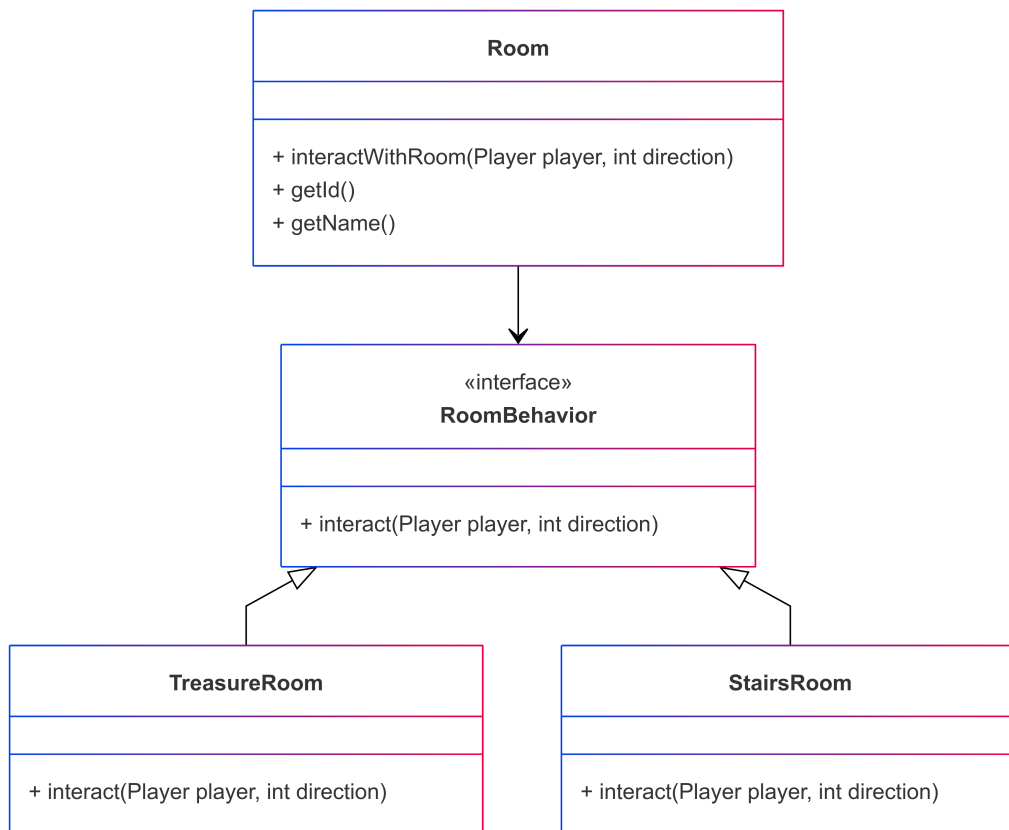 Room
+ interactWithRoom(Player player, int direction)
+ getId()
+ getName()
«interface»
RoomBehavior
+ interact(Player player, int direction)
TreasureRoom
+ interact(Player player, int direction)
StairsRoom
+ interact(Player player, int direction)